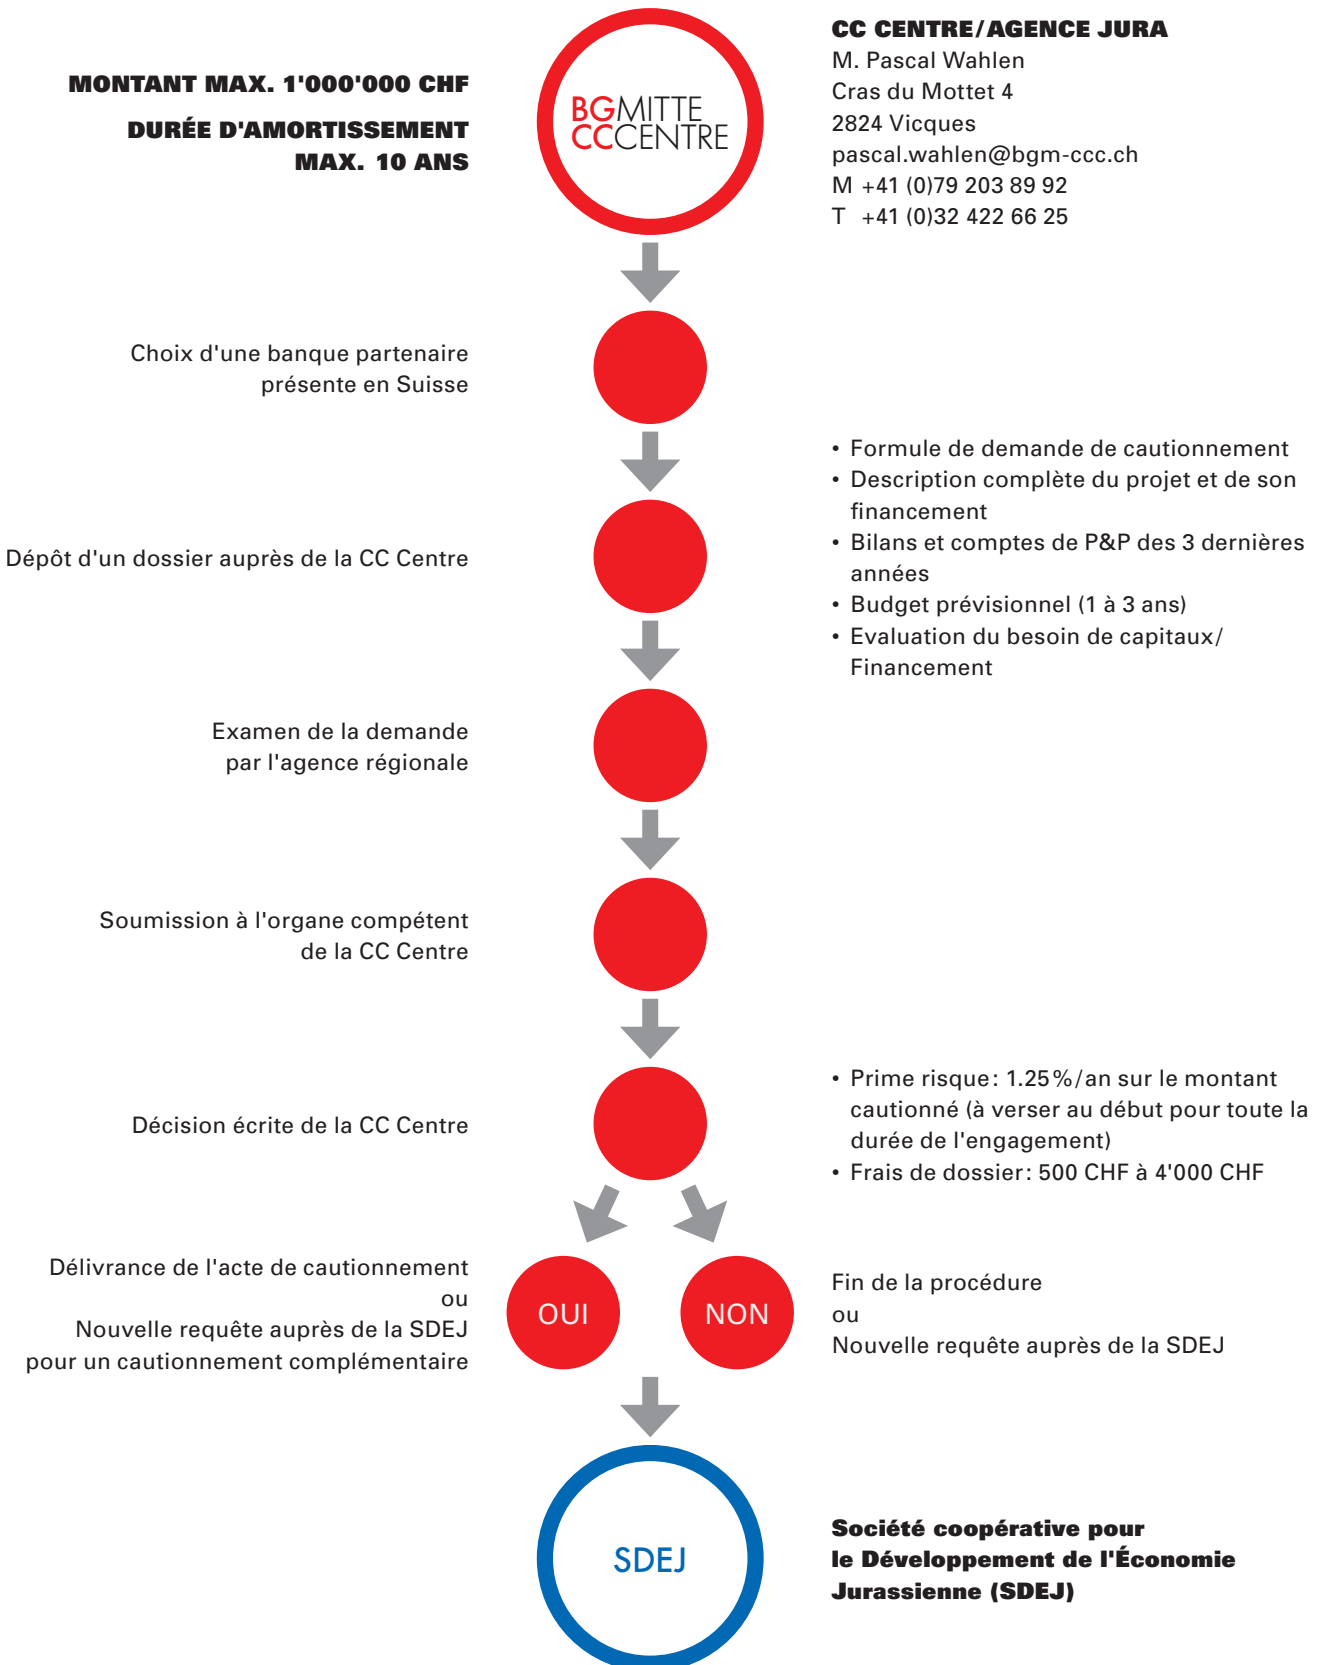 MONTANT MAX. 1'000'000 CHF
DURÉE D'AMORTISSEMENT
MAX. 10 ANS
BGMITTE
CCCENTRE
CC CENTRE/AGENCE JURA
M. Pascal Wahlen
Cras du Mottet 4
2824 Vicques
pascal.wahlen@bgm-ccc.ch
M +41 (0)79 203 89 92
T +41 (0)32 422 66 25
Choix d'une banque partenaire
présente en Suisse
Dépôt d'un dossier auprès de la CC Centre
• Formule de demande de cautionnement
• Description complète du projet et de son
financement
• Bilans et comptes de P&P des 3 dernières
années
• Budget prévisionnel (1 à 3 ans)
• Evaluation du besoin de capitaux/
Financement
Examen de la demande
par l'agence régionale
Soumission à l'organe compétent
de la CC Centre
Décision écrite de la CC Centre
• Prime risque: 1.25%/an sur le montant
cautionné (à verser au début pour toute la
durée de l'engagement)
• Frais de dossier: 500 CHF à 4'000 CHF
Délivrance de l'acte de cautionnement
ou
Nouvelle requête auprès de la SDEJ
pour un cautionnement complémentaire
OUI
NON
Fin de la procédure
ou
Nouvelle requête auprès de la SDEJ
SDEJ
Société coopérative pour
le Développement de l'Économie
Jurassienne (SDEJ)